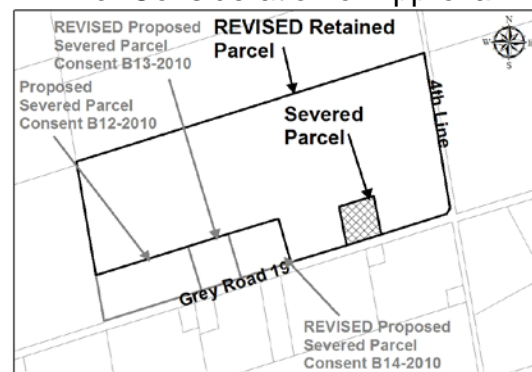 REVISED Proposed
Severed Parcel
Consent B13-2010
REVISED Retained
Parcel
N
W
E
S
Proposed
Severed Parcel
Consent B12-2010
Severed
Parcel
4th Line
Grey Road 19
REVISED Proposed
Severed Parcel
Consent B14-2010